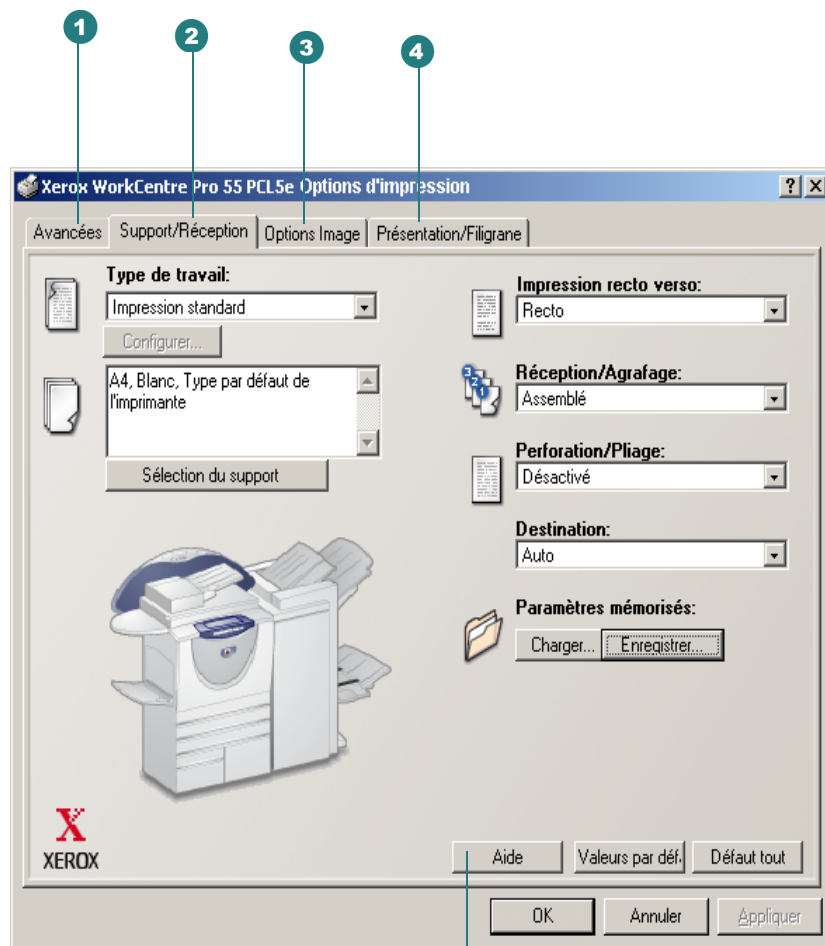 1
2
3
4
Xerox WorkCentre Pro 55 PCL5e Options d'impression
Avancées
Support/Réception
Options Image
Présentation/Filigrane
Type de travail:
Impression standard
Configurer...
A4, Blanc, Type par défaut de
l'imprimante
Sélection du support
Impression recto verso:
Recto
3
2
1
Réception/Agrafage:
Assemblé
Perforation/Pliage:
Désactivé
Destination:
Auto
Paramètres mémorisés:
Charger...
Enregistrer...
X
XEROX
Aide
Valeurs par déf.
Défaut tout
OK
Annuler
Appliquer